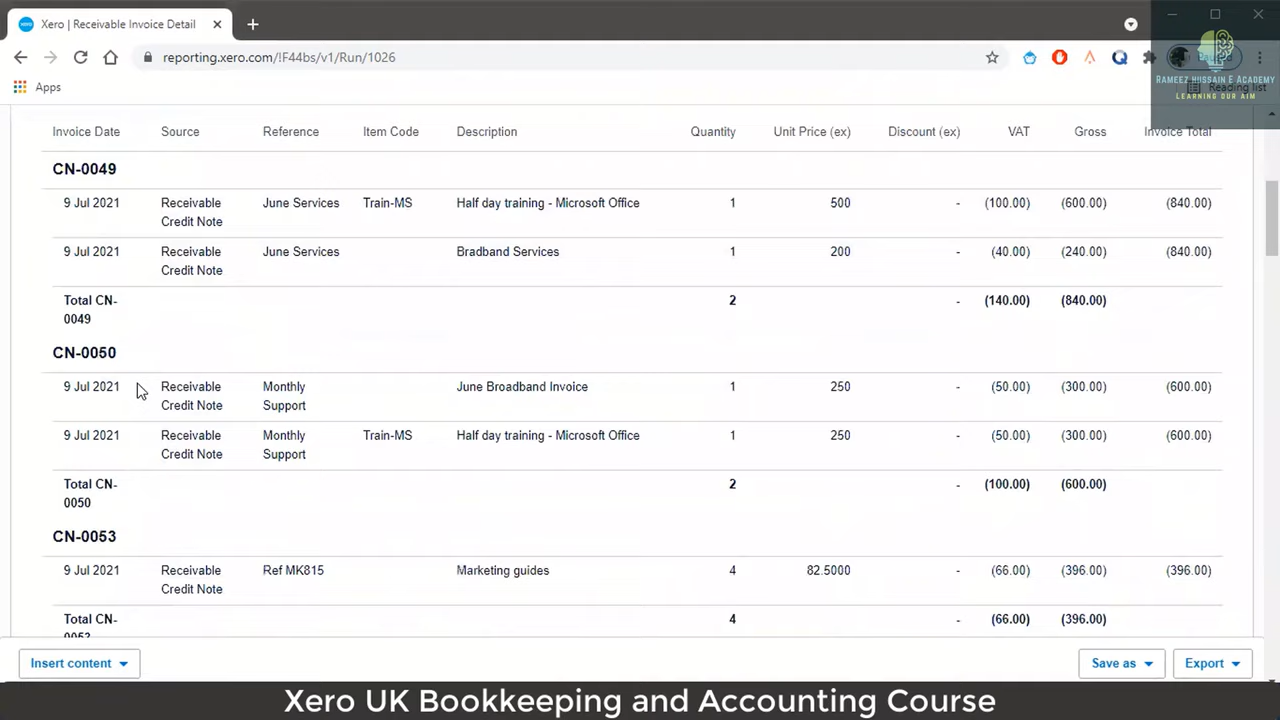 Xero | Receivable Invoice Detail
reporting.xero.com/!F44bs/v1/Run/1026
Apps
Reading list
RAMEEZ HUSSAIN E ACADEMY
LEARNING OUR AIM
Invoice Date Source Reference Item Code Description Quantity Unit Price (ex) Discount (ex) VAT Gross Invoice Total
CN-0049
9 Jul 2021 Receivable June Services Train-MS Half day training - Microsoft Office 1 500 - (100.00) (600.00) (840.00)
Credit Note
9 Jul 2021 Receivable June Services Bradband Services 1 200 - (40.00) (240.00) (840.00)
Credit Note
Total CN- 2 - (140.00) (840.00)
0049
CN-0050
9 Jul 2021 Receivable Monthly June Broadband Invoice 1 250 - (50.00) (300.00) (600.00)
Credit Note Support
9 Jul 2021 Receivable Monthly Train-MS Half day training - Microsoft Office 1 250 - (50.00) (300.00) (600.00)
Credit Note Support
Total CN- 2 - (100.00) (600.00)
0050
CN-0053
9 Jul 2021 Receivable Ref MK815 Marketing guides 4 82.5000 - (66.00) (396.00) (396.00)
Credit Note
Total CN- 4 - (66.00) (396.00)
0053
Insert content Save as Export
Xero UK Bookkeeping and Accounting Course